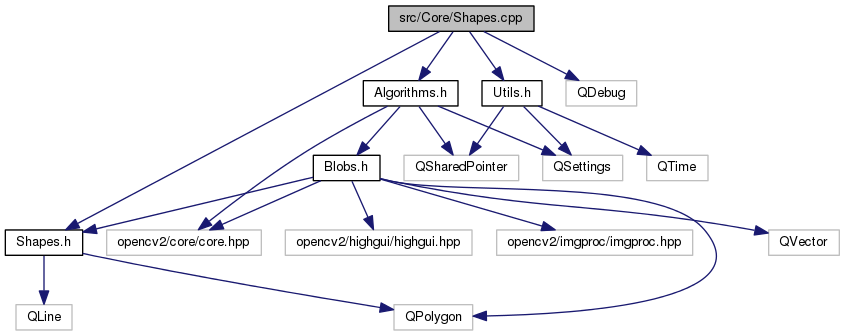 src/Core/Shapes.cpp
Algorithms.h
Utils.h
QDebug
Blobs.h
QSharedPointer
QSettings
QTime
Shapes.h
opencv2/core/core.hpp
opencv2/highgui/highgui.hpp
opencv2/imgproc/imgproc.hpp
QVector
QLine
QPolygon